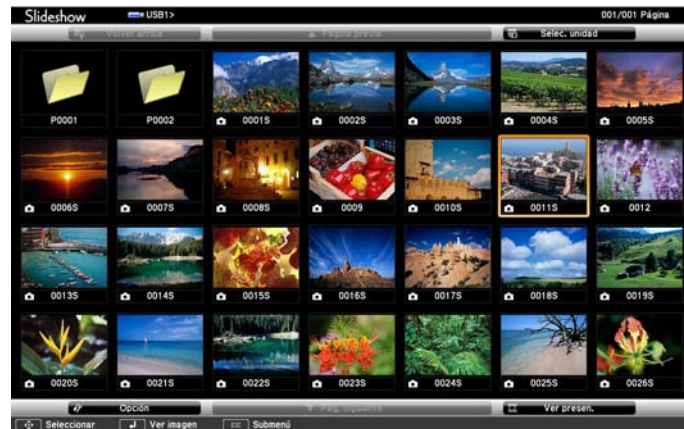 Slideshow USB1> 001/001 Página
Volver arriba Página previa Selec. unidad
P0001 P0002 0001S 0002S 0003S 0004S 0005S
0006S 0007S 0008S 0009 0010S 0011S 0012
0013S 0014S 0015S 0016S 0017S 0018S 0019S
0020S 0021S 0022S 0023S 0024S 0025S 0026S
Opción Pág. siguiente Ver presen.
Seleccionar Ver imagen Submenú